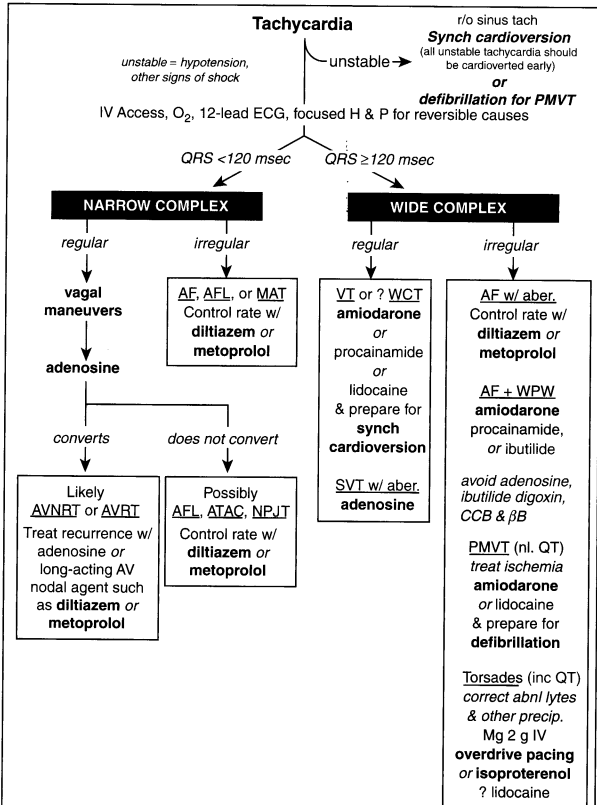 Tachycardia
unstable = hypotension,
other signs of shock
unstable
r/o sinus tach
Synch cardioversion
(all unstable tachycardia should
be cardioverted early)
or
defibrillation for PMVT
IV Access, O2, 12-lead ECG, focused H & P for reversible causes
QRS <120 msec
QRS ≥120 msec
NARROW COMPLEX
regular
irregular
vagal
maneuvers
adenosine
AF, AFL, or MAT
Control rate w/
diltiazem or
metoprolol
converts
does not convert
Likely
AVNRT or AVRT
Treat recurrence w/
adenosine or
long-acting AV
nodal agent such
as diltiazem or
metoprolol
Possibly
AFL, ATAC, NPJT
Control rate w/
diltiazem or
metoprolol
WIDE COMPLEX
regular
irregular
VT or ? WCT
amiodarone
or
procainamide
or
lidocaine
& prepare for
synch
cardioversion
SVT w/ aber.
adenosine
AF w/ aber.
Control rate w/
diltiazem or
metoprolol
AF + WPW
amiodarone
procainamide,
or ibutilide
avoid adenosine,
ibutilide digoxin,
CCB & βB
PMVT (nl. QT)
treat ischemia
amiodarone
or lidocaine
& prepare for
defibrillation
Torsades (inc QT)
correct abnl lytes
& other precip.
Mg 2 g IV
overdrive pacing
or isoproterenol
? lidocaine